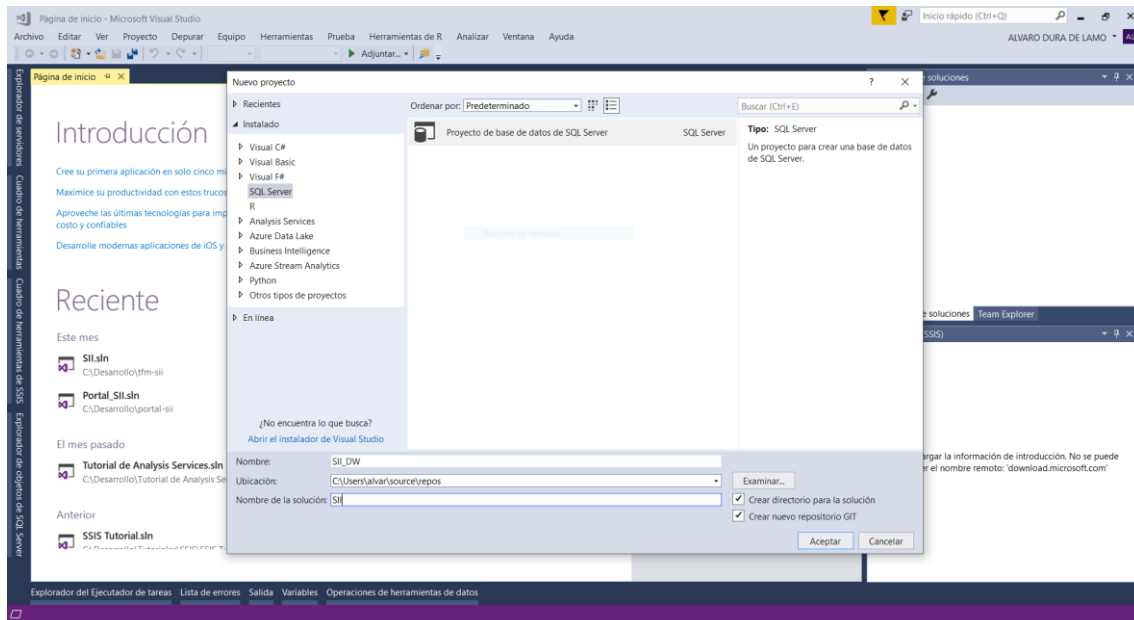 Página de inicio - Microsoft Visual Studio
Inicio rápido (Ctrl+Q)
Archivo Editar Ver Proyecto Depurar Equipo Herramientas Prueba Herramientas de R Analizar Ventana Ayuda
ALVARO DURA DE LAMO
AL
Adjuntar...
Explorador de servidores
Cuadro de herramientas
Cuadro de herramientas de SSIS
Explorador de objetos de SQL Server
Página de inicio
Introducción
Cree su primera aplicación en solo cinco mi
Maximice su productividad con estos trucos
Aproveche las últimas tecnologías para imp
costo y confiables
Desarrolle modernas aplicaciones de iOS y
Reciente
Este mes
SII.sln
C:\Desarrollo\tfm-sii
Portal_SII.sln
C:\Desarrollo\portal-sii
El mes pasado
Tutorial de Analysis Services.sln
C:\Desarrollo\Tutorial de Analysis Se
Anterior
SSIS Tutorial.sln
Nuevo proyecto
Recientes
Instalado
Visual C#
Visual Basic
Visual F#
SQL Server
R
Analysis Services
Azure Data Lake
Business Intelligence
Azure Stream Analytics
Python
Otros tipos de proyectos
En línea
¿No encuentra lo que busca?
Abrir el instalador de Visual Studio
Ordenar por: Predeterminado
Proyecto de base de datos de SQL Server SQL Server
Buscar (Ctrl+E)
Tipo: SQL Server
Un proyecto para crear una base de datos
de SQL Server.
Nombre: SII_DW
Ubicación: C:\Users\alvar\source\repos
Examinar...
Nombre de la solución: SII
Crear directorio para la solución
Crear nuevo repositorio GIT
Aceptar Cancelar
soluciones
e soluciones Team Explorer
SSIS)
argar la información de introducción. No se puede
er el nombre remoto: 'download.microsoft.com'
Explorador del Ejecutador de tareas Lista de errores Salida Variables Operaciones de herramientas de datos